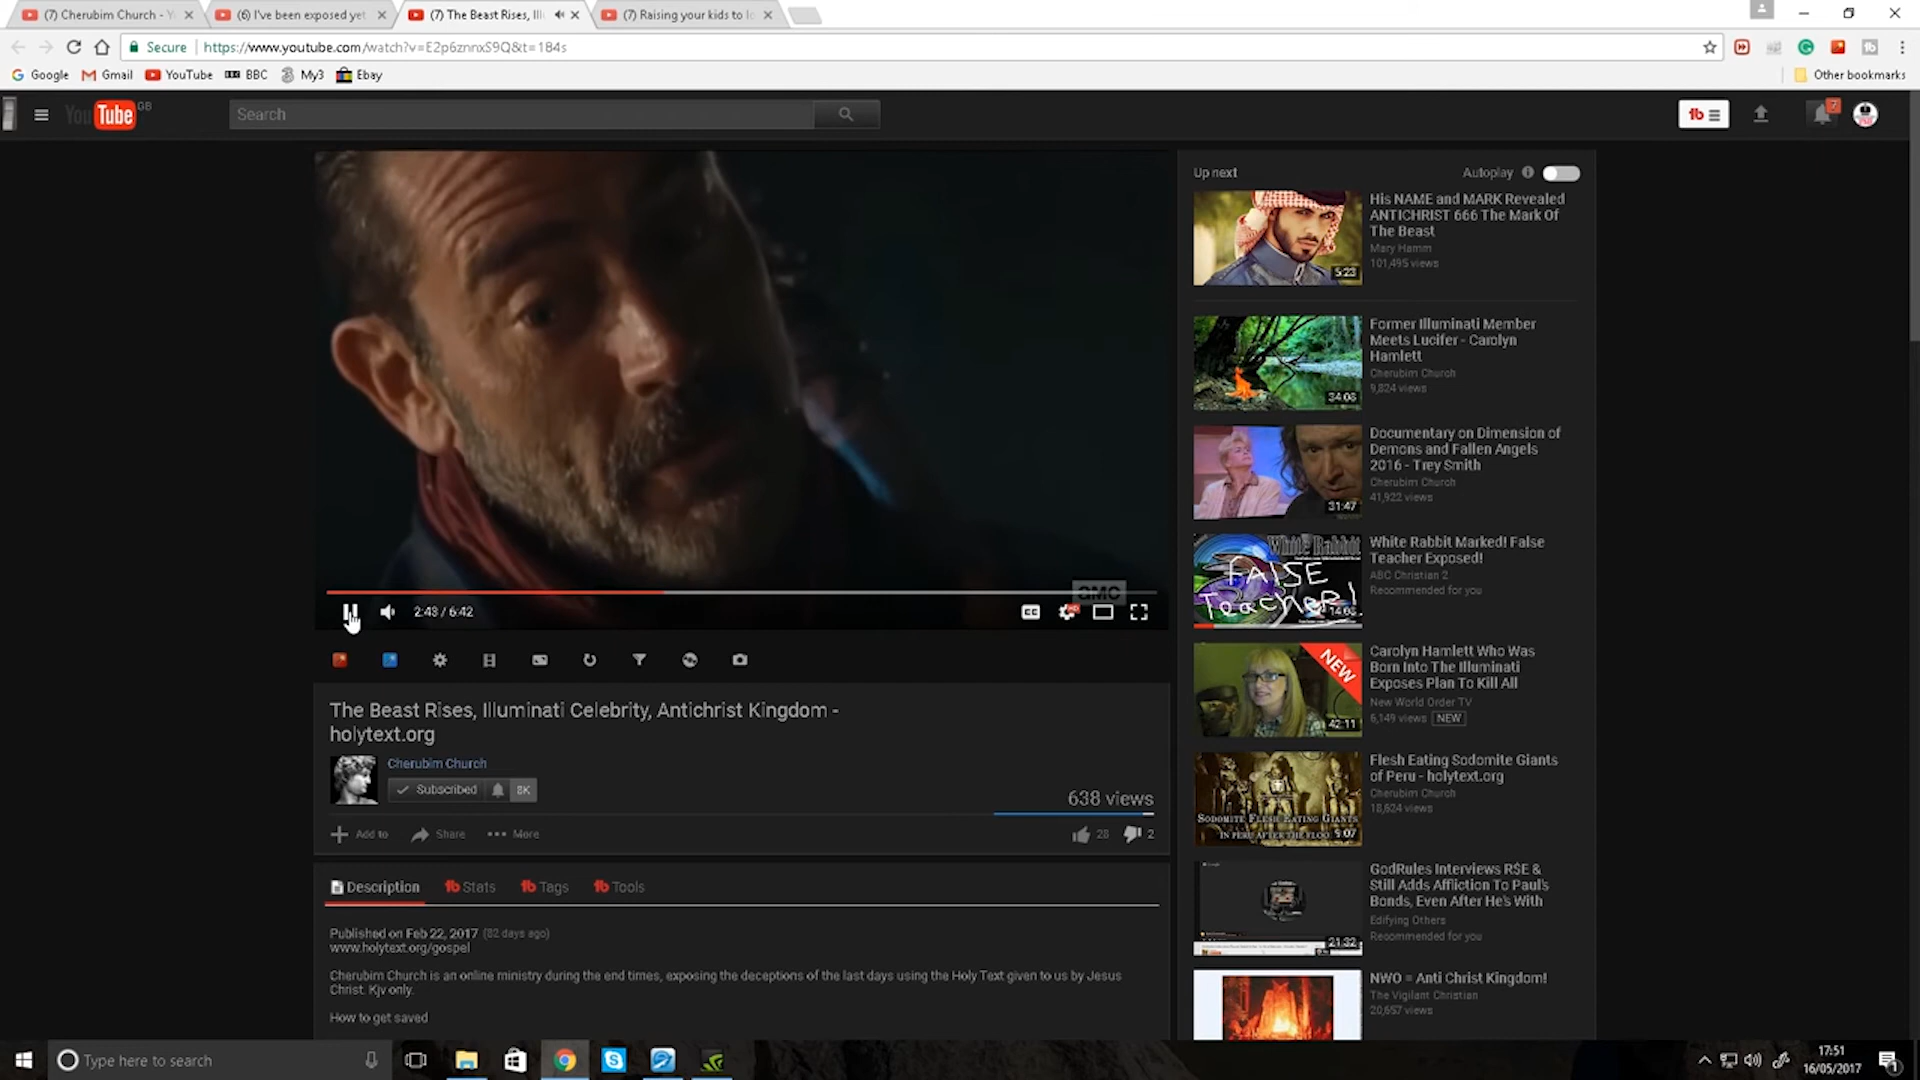 (7) Cherubim Church - Y
(6) I've been exposed yet
(7) The Beast Rises, Ill
(7) Raising your kids to lo
Secure
https://www.youtube.com/watch?v=E2p6znnxS9Q&t=184s
Google
Gmail
YouTube
BBC
My3
Ebay
Other bookmarks
YouTube GB
Search
7
Up next
Autoplay
His NAME and MARK Revealed
ANTICHRIST 666 The Mark Of
The Beast
Mary Hamm
101,495 views
5:23
Former Illuminati Member
Meets Lucifer - Carolyn
Hamlett
Cherubim Church
9,824 views
34:08
Documentary on Dimension of
Demons and Fallen Angels
2016 - Trey Smith
Cherubim Church
41,922 views
31:47
White Rabbit
FALSE
Teacher!
White Rabbit Marked! False
Teacher Exposed!
ABC Christian 2
Recommended for you
NEW
42:11
Carolyn Hamlett Who Was
Born Into The Illuminati
Exposes Plan To Kill All
New World Order TV
6,149 views NEW
SODOMITE FLESH EATING GIANTS
IN PERU AFTER THE FLOO
9:07
Flesh Eating Sodomite Giants
of Peru - holytext.org
Cherubim Church
18,624 views
GodRules Interviews R$E &
Still Adds Affliction To Paul's
Bonds, Even After He's With
Edifying Others
Recommended for you
21:32
NWO = Anti Christ Kingdom!
The Vigilant Christian
20,657 views
amc
2:43 / 6:42
CC
HD
The Beast Rises, Illuminati Celebrity, Antichrist Kingdom -
holytext.org
Cherubim Church
Subscribed
8K
638 views
Add to
Share
More
28
2
Description
Stats
Tags
Tools
Published on Feb 22, 2017 (82 days ago)
www.holytext.org/gospel
Cherubim Church is an online ministry during the end times, exposing the deceptions of the last days using the Holy Text given to us by Jesus
Christ. Kjv only.
How to get saved
Type here to search
17:51
16/05/2017
1